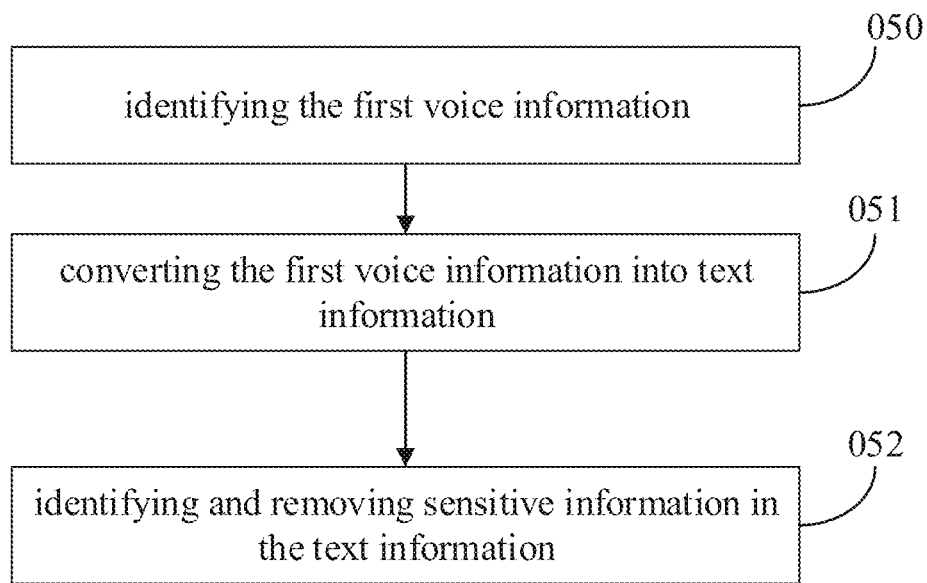 050
identifying the first voice information
051
converting the first voice information into text
information
052
identifying and removing sensitive information in
the text information